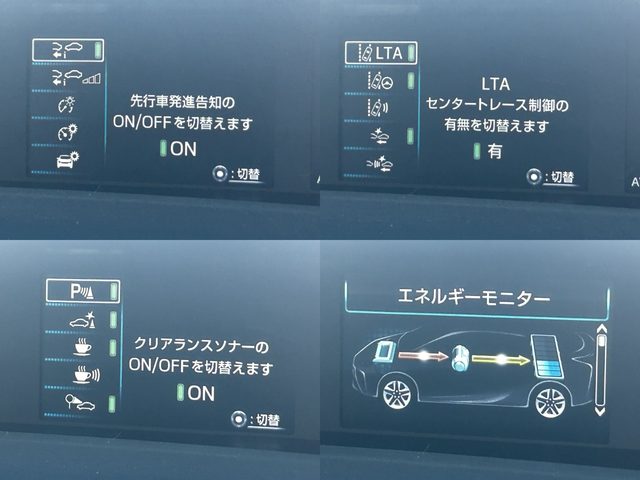 先行車発進告知の
ON/OFFを切替えます
ON
:切替
LTA
LTA
センタートレース制御の
有無を切替えます
有
:切替
P
クリアランスソナーの
ON/OFFを切替えます
ON
:切替
エネルギーモニター